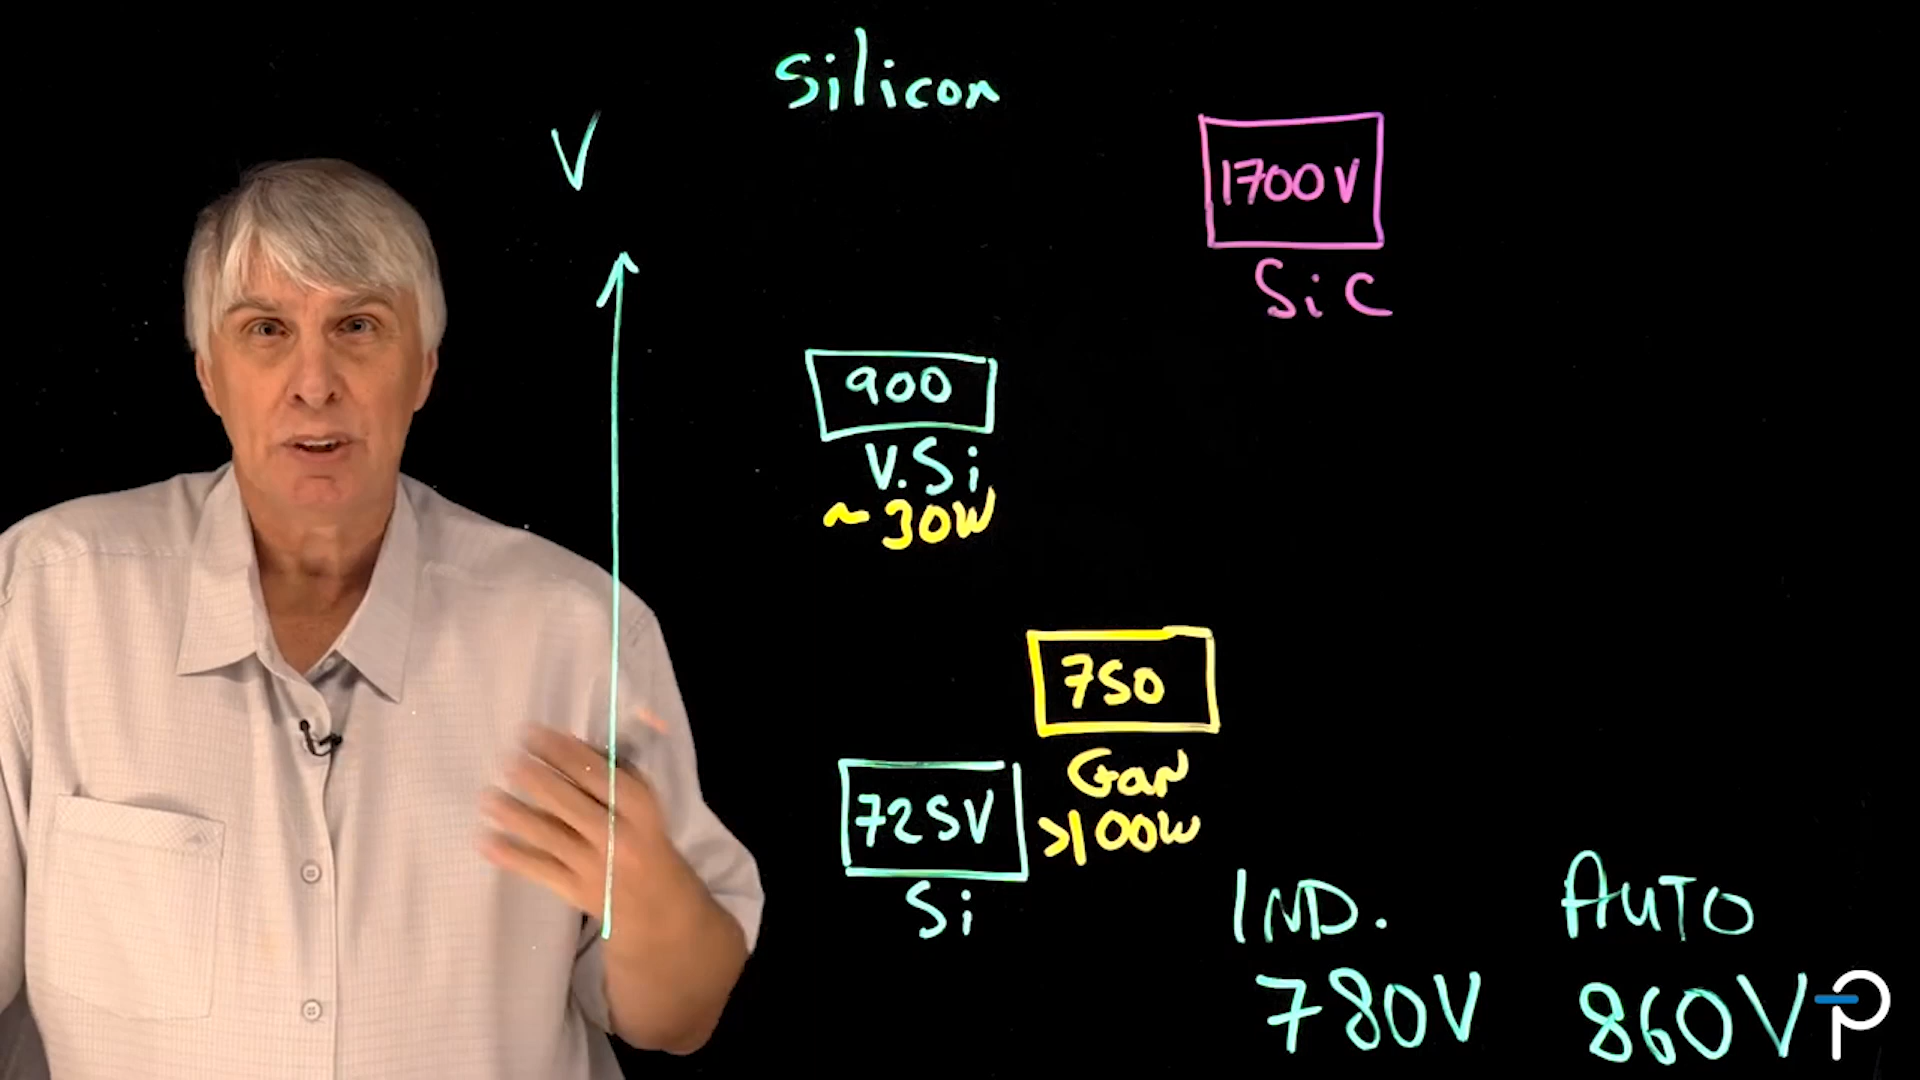 Silicon
V
1700V
SiC
900
V.Si
~30W
750
GaN
>100W
725V
Si
IND.
780V
AUTO
860V